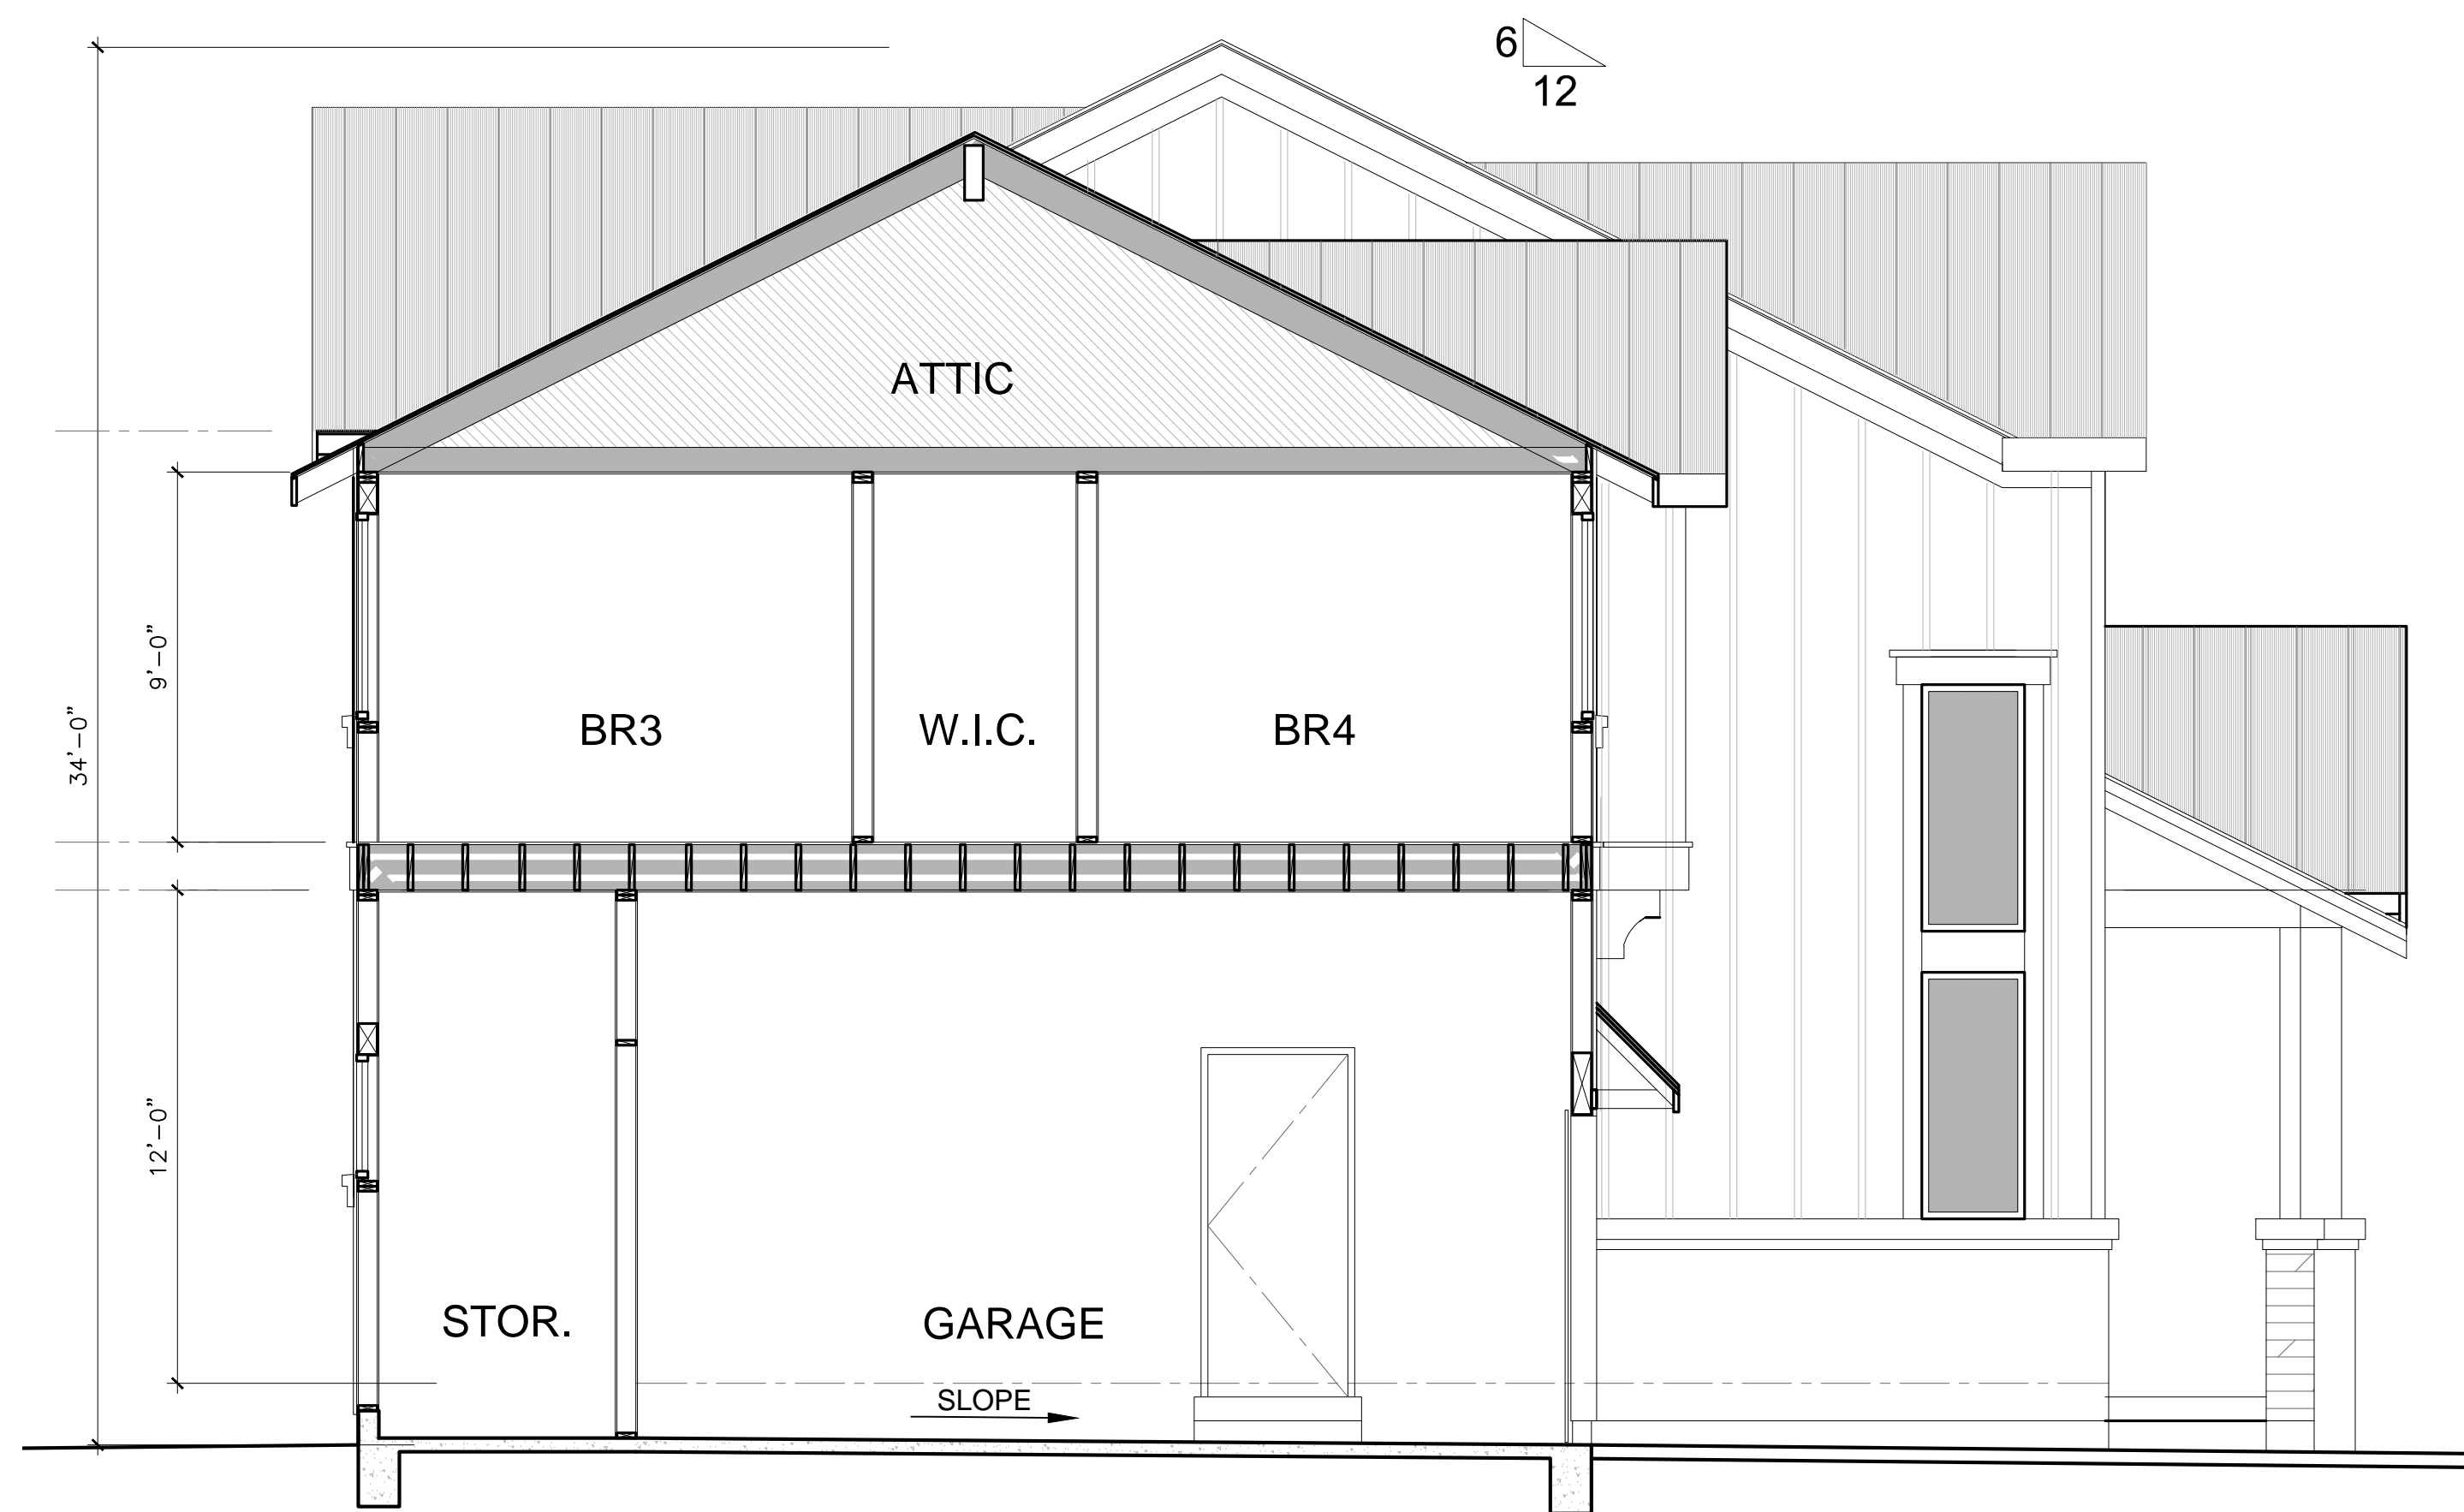 6
12
ATTIC
9'-0"
34'-0"
BR3
W.I.C.
BR4
12'-0"
STOR.
GARAGE
SLOPE